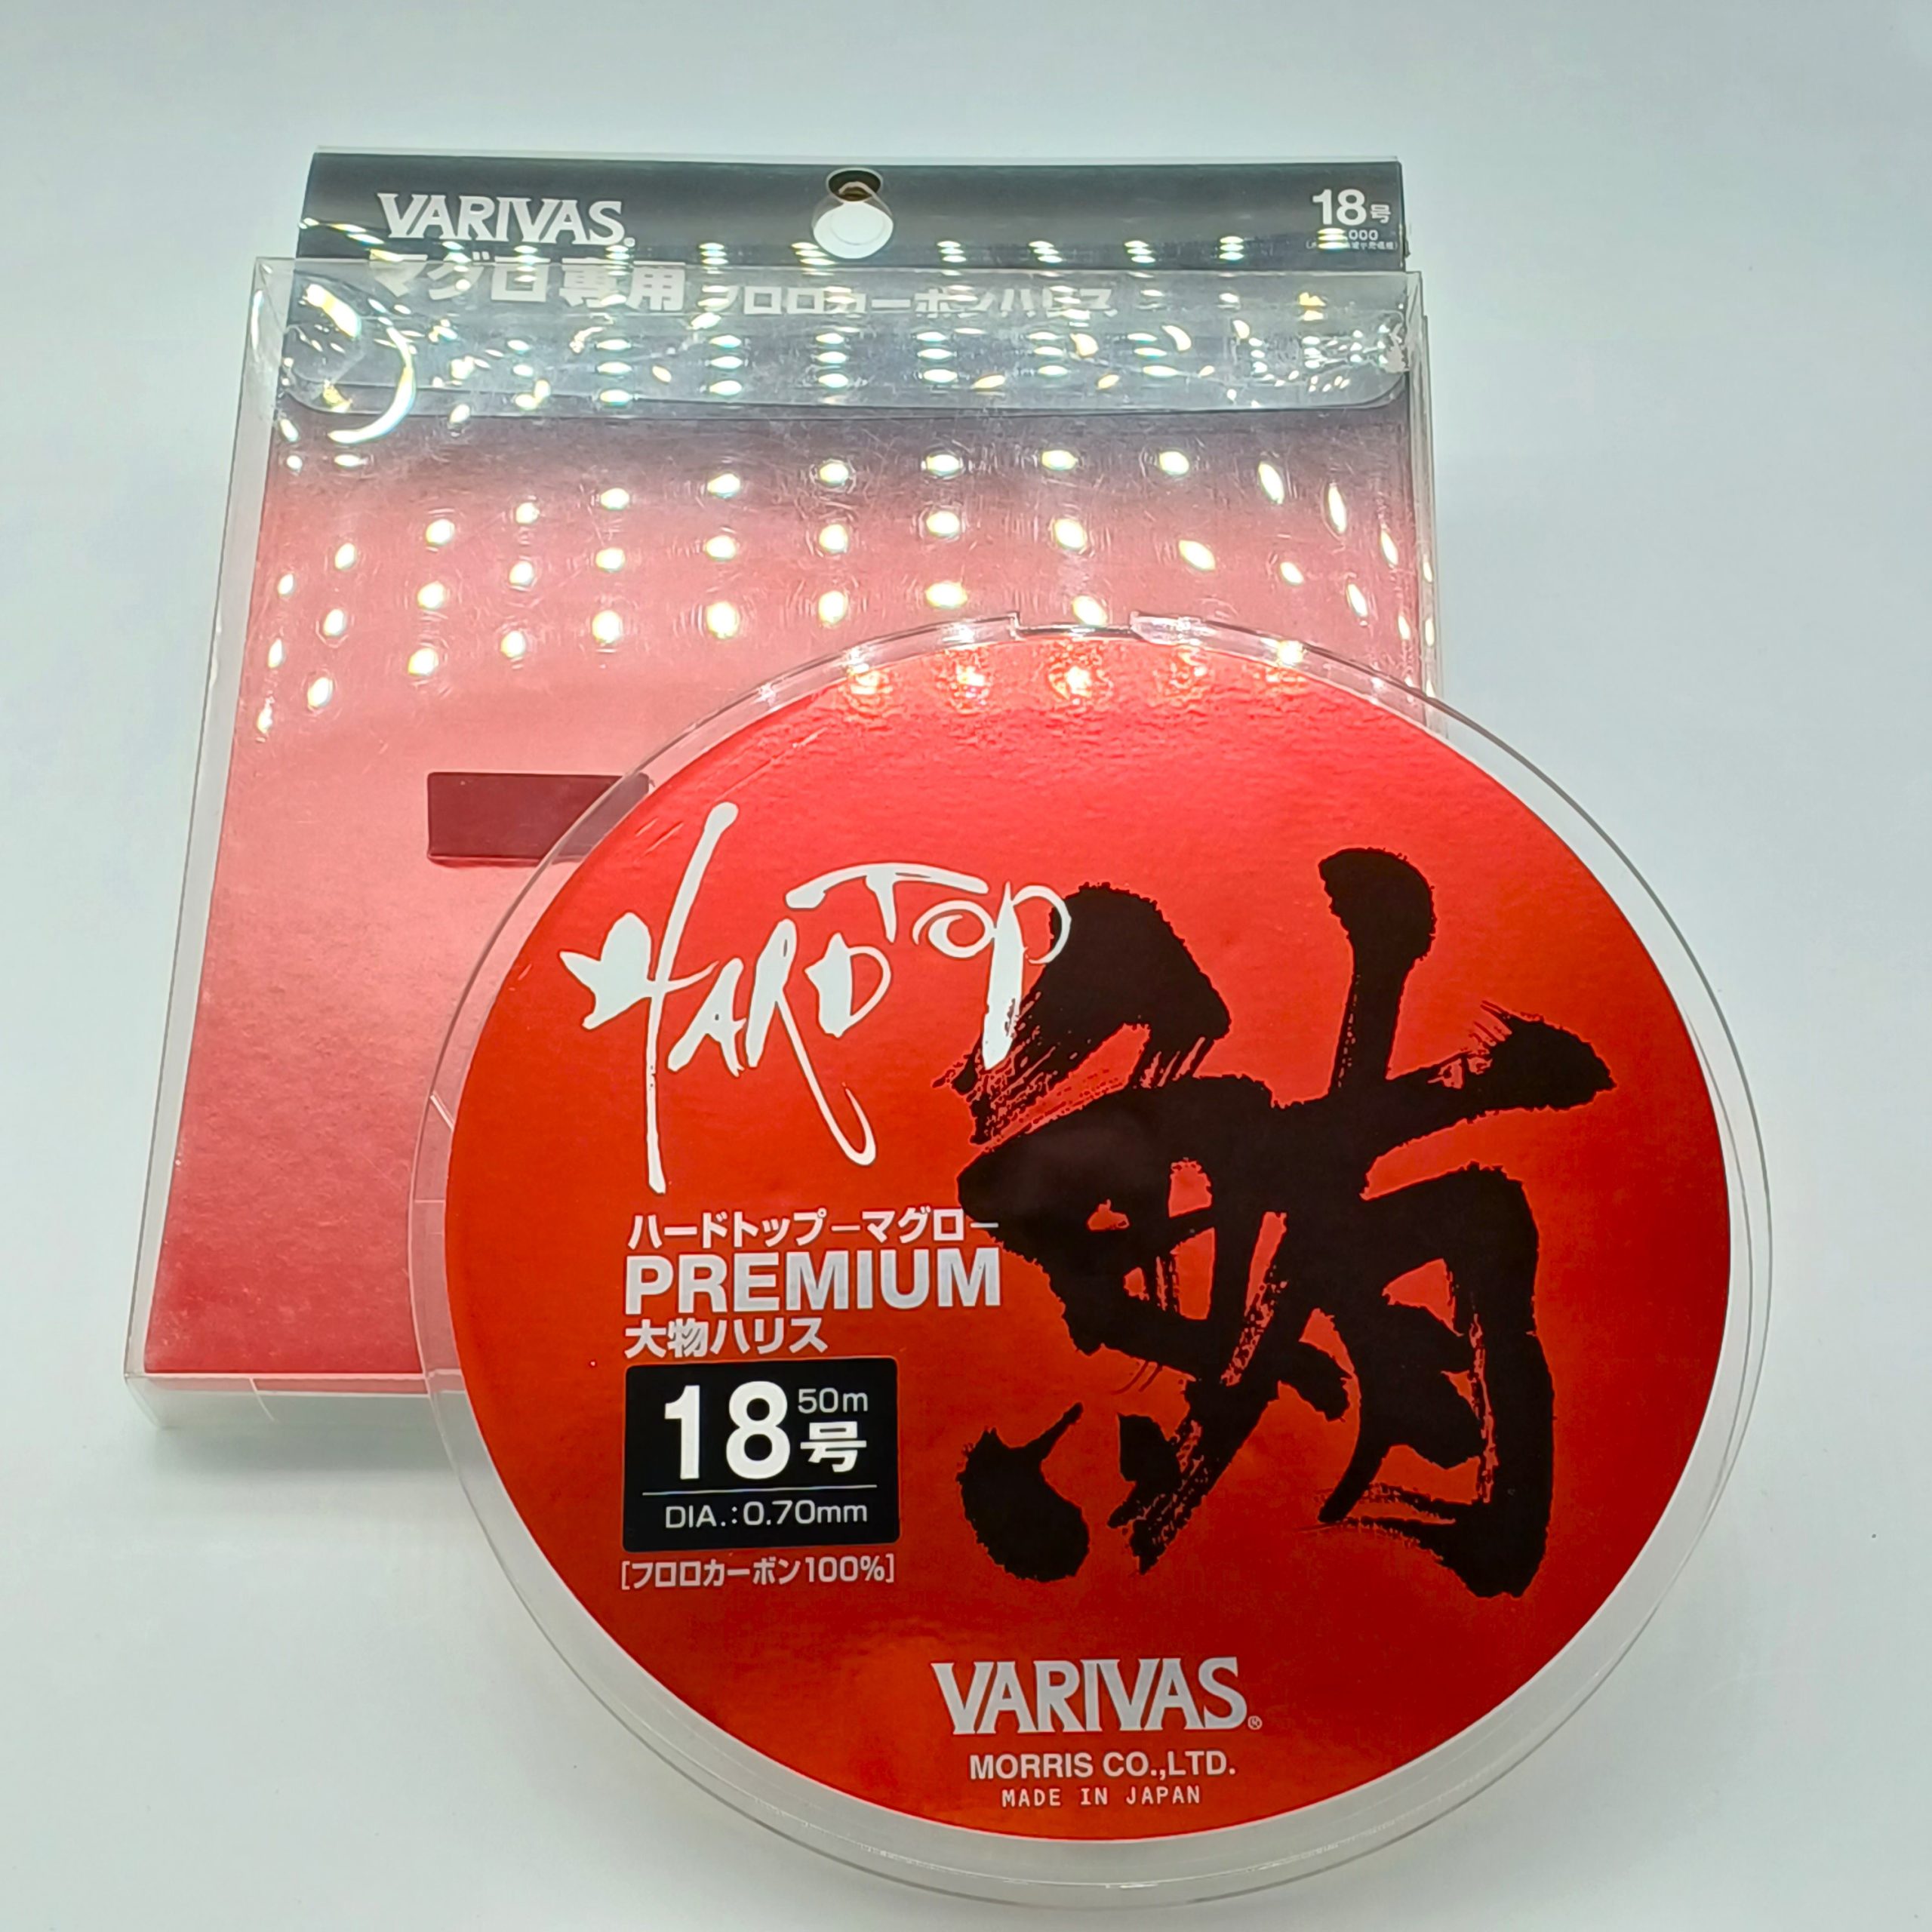 VARIVAS®
18号
マグロ専用 フロロカーボンハリス
HARD TOP
鮪
ハードトップ−マグロ−
PREMIUM
大物ハリス
18号 50m
DIA.:0.70mm
[フロロカーボン100%]
VARIVAS®
MORRIS CO.,LTD.
MADE IN JAPAN